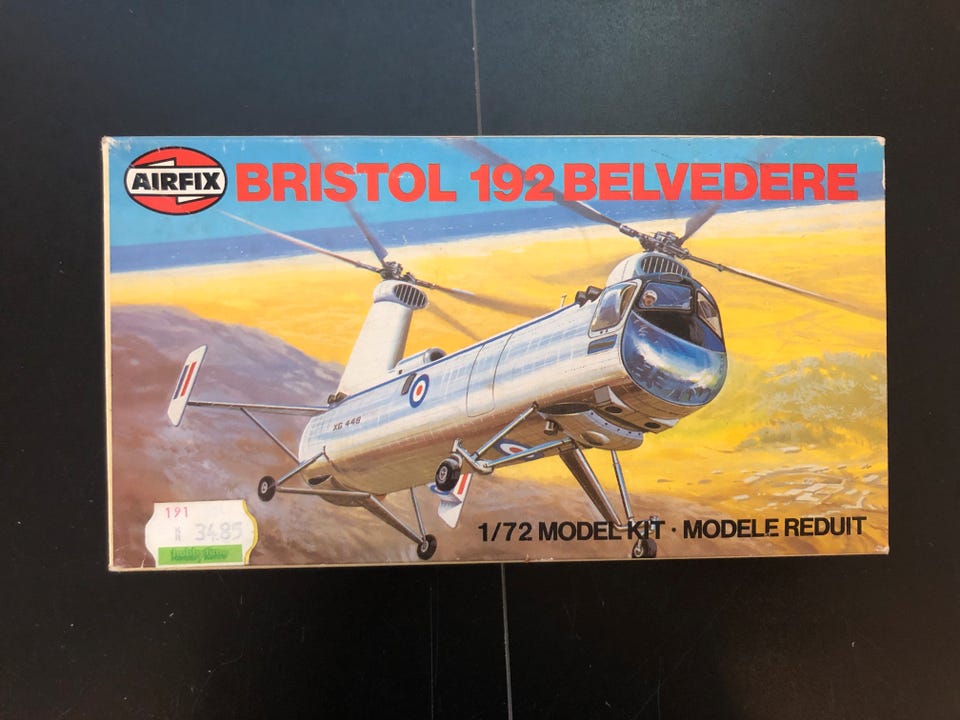 AIRFIX
BRISTOL 192 BELVEDERE
XG 448
191
34.85
1/72 MODEL KIT · MODELE REDUIT